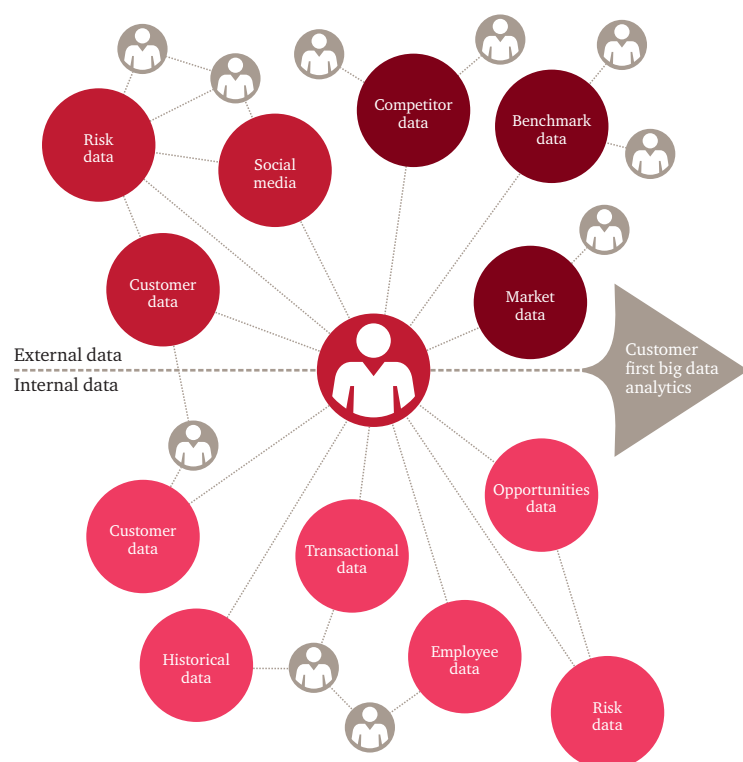 Competitor
data
Benchmark
data
Risk
data
Social
media
Customer
data
Market
data
External data
Internal data
Customer
first big data
analytics
Opportunities
data
Customer
data
Transactional
data
Historical
data
Employee
data
Risk
data